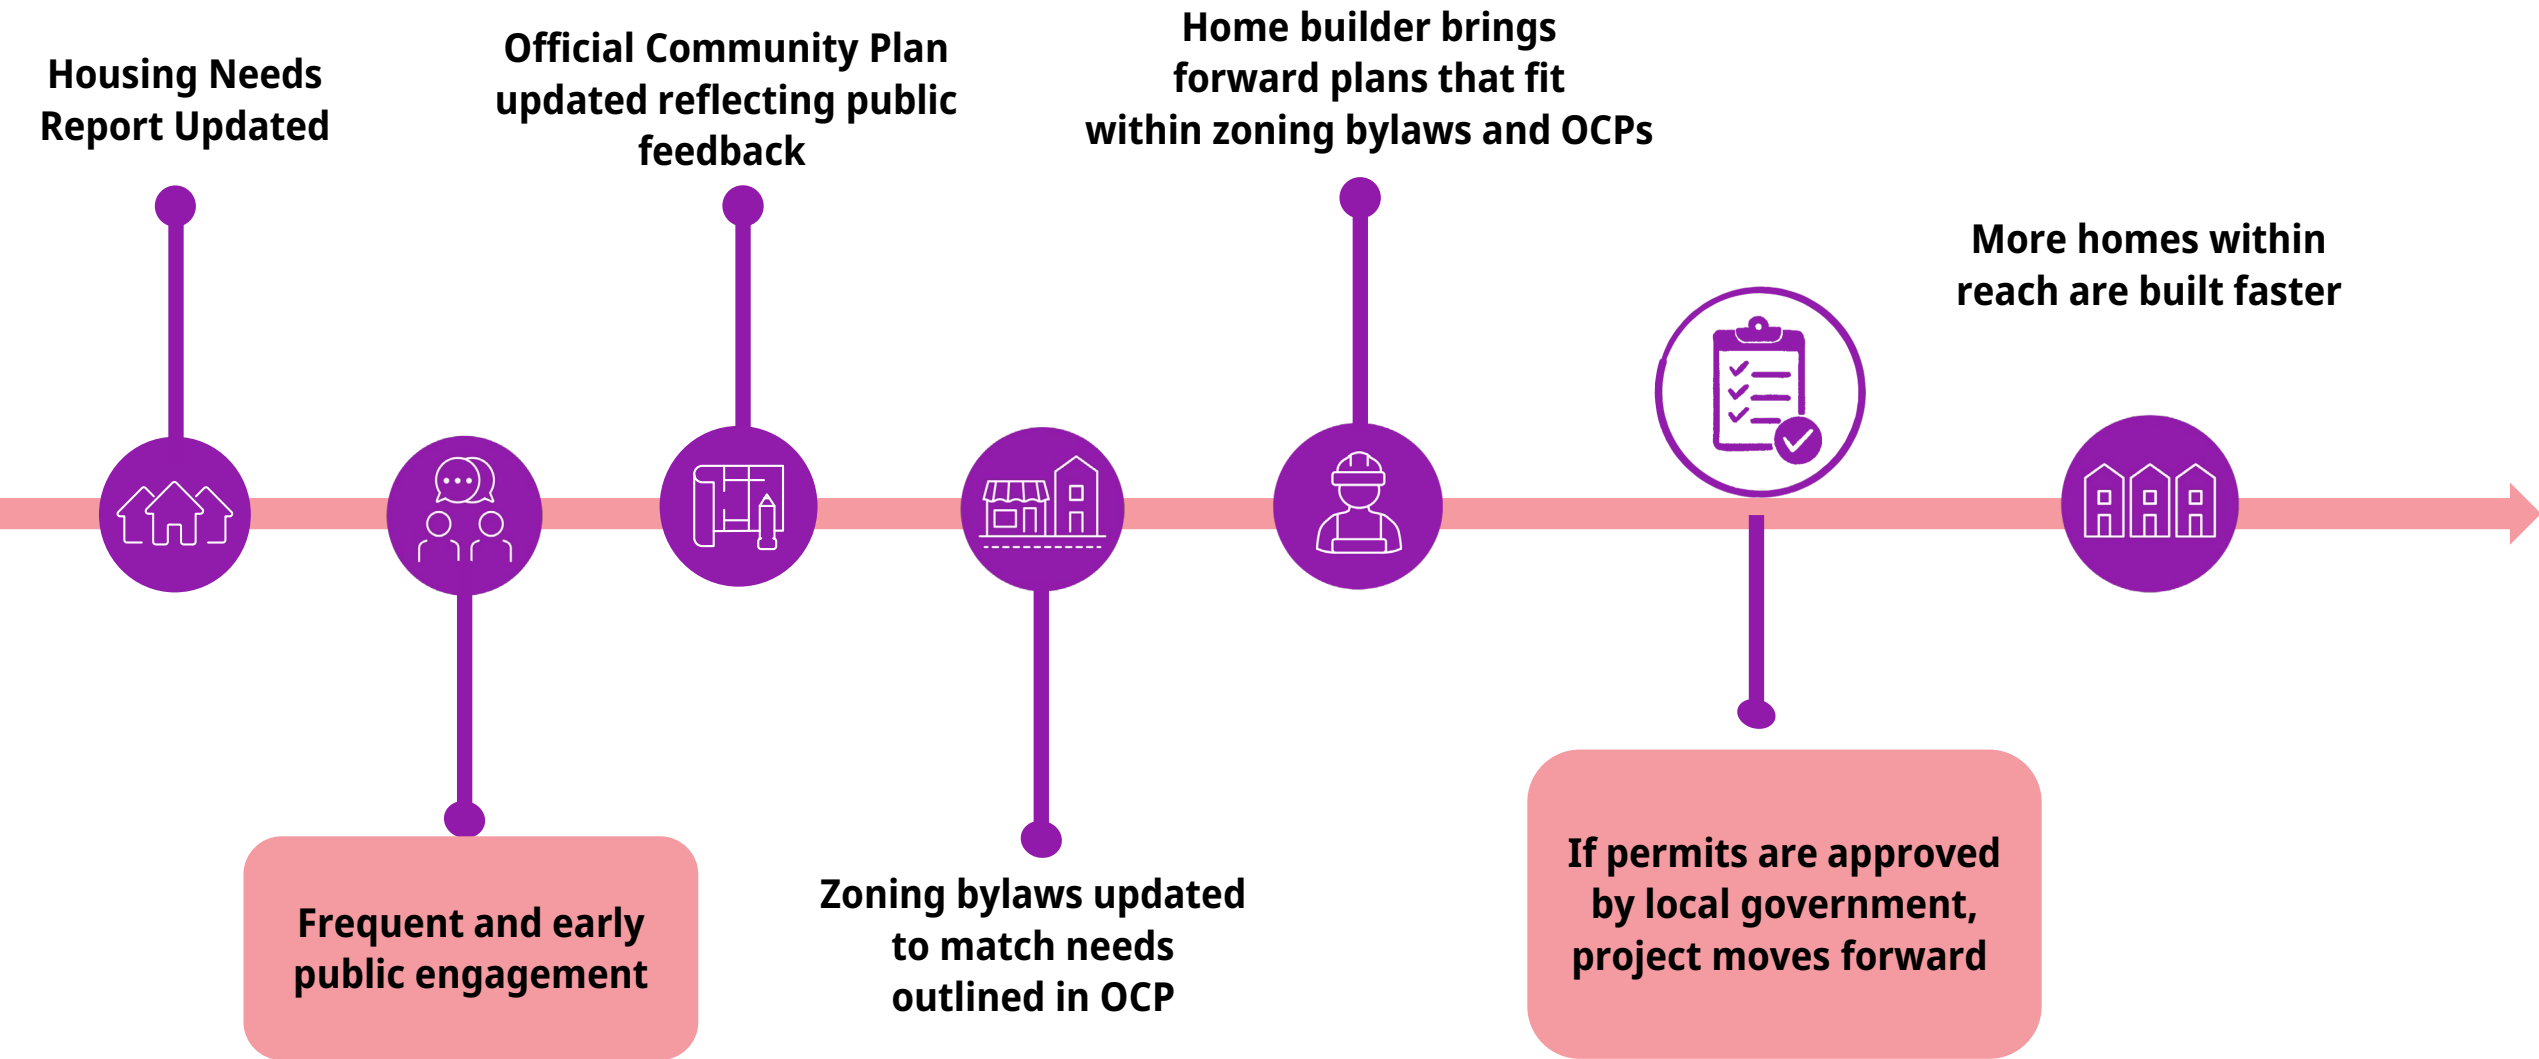 Housing Needs
Report Updated
Frequent and early
public engagement
Official Community Plan
updated reflecting public
feedback
Zoning bylaws updated
to match needs
outlined in OCP
Home builder brings
forward plans that fit
within zoning bylaws and OCPs
If permits are approved
by local government,
project moves forward
More homes within
reach are built faster